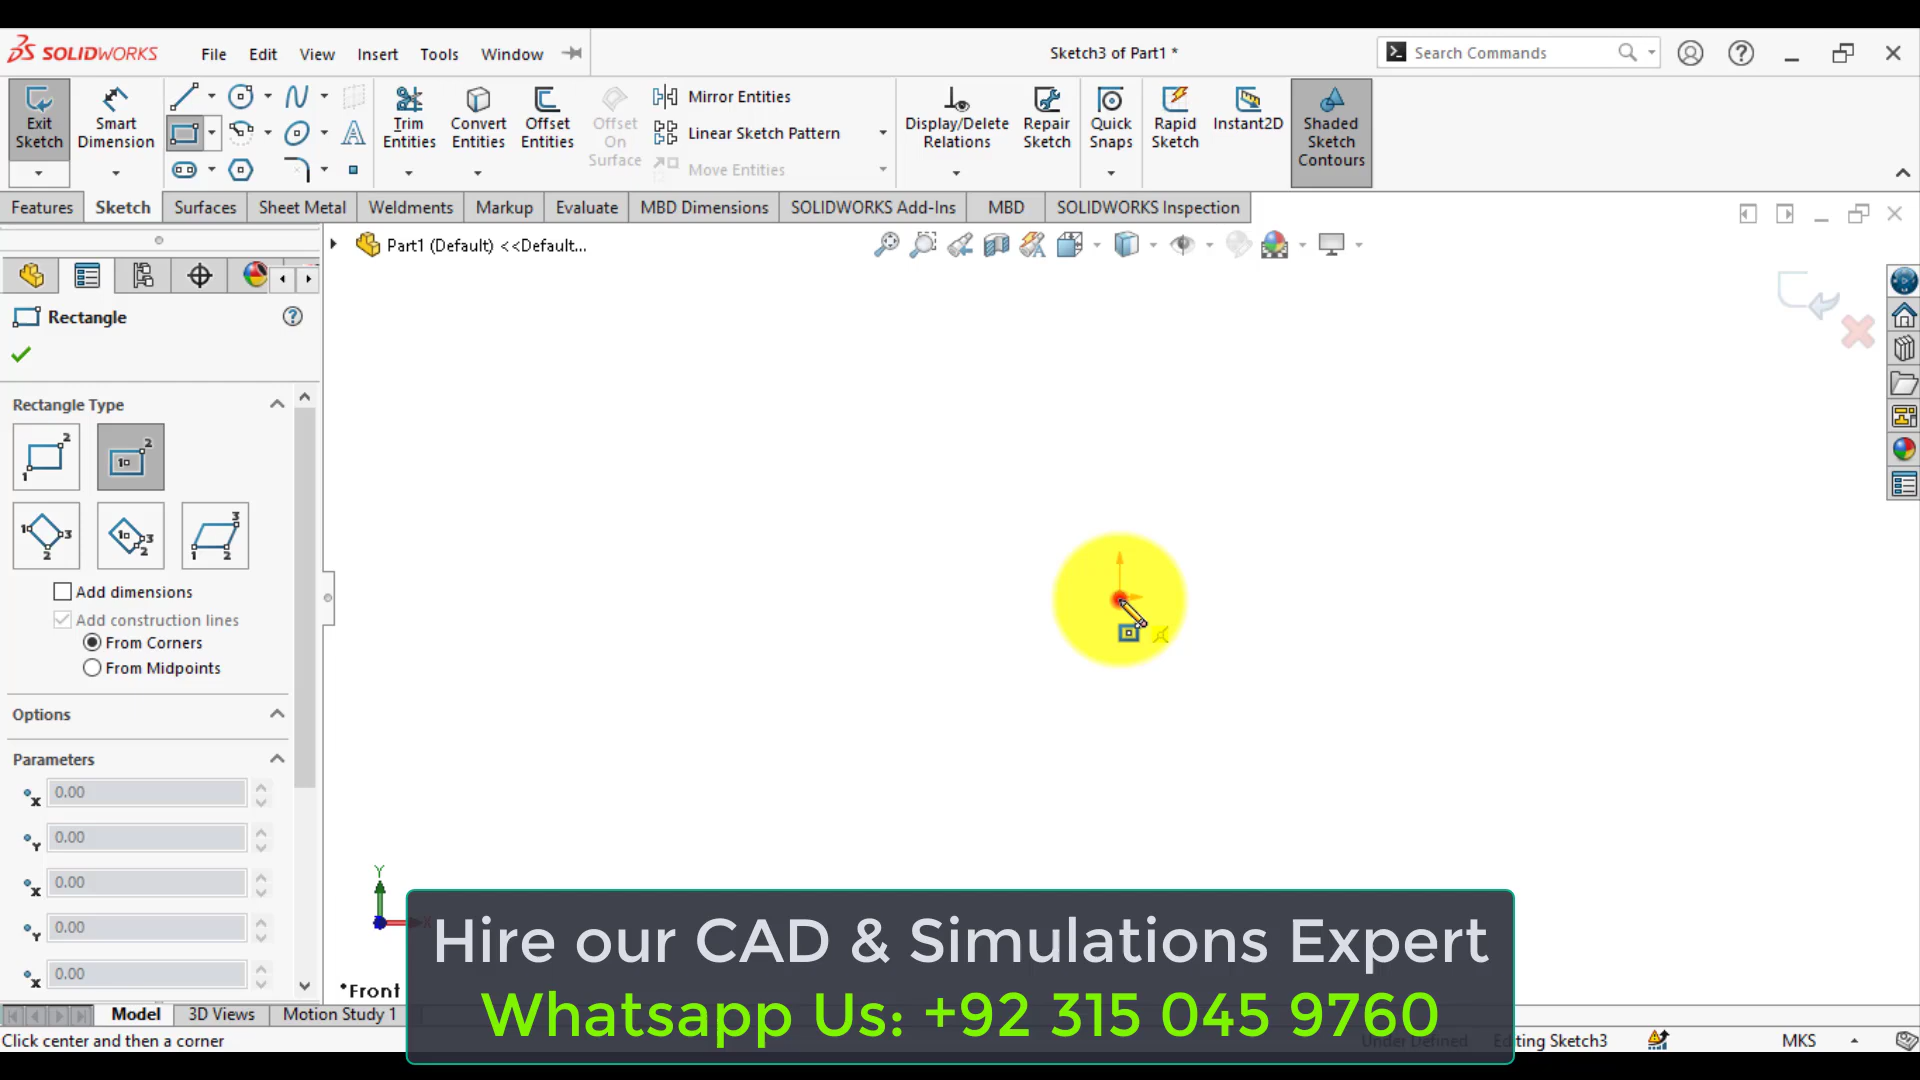 SOLIDWORKS File Edit View Insert Tools Window Sketch3 of Part1 * Search Commands
Exit Sketch
Smart Dimension
Trim Entities
Convert Entities
Offset Entities
Offset On Surface
Mirror Entities
Linear Sketch Pattern
Move Entities
Display/Delete Relations
Repair Sketch
Quick Snaps
Rapid Sketch
Instant2D
Shaded Sketch Contours
Features Sketch Surfaces Sheet Metal Weldments Markup Evaluate MBD Dimensions SOLIDWORKS Add-Ins MBD SOLIDWORKS Inspection
Part1 (Default) <<Default...
Rectangle
Rectangle Type
Add dimensions
Add construction lines
From Corners
From Midpoints
Options
Parameters
0.00
0.00
0.00
0.00
0.00
Y
*Front
Hire our CAD & Simulations Expert
Whatsapp Us: +92 315 045 9760
Model 3D Views Motion Study 1
Click center and then a corner
Under Defined Editing Sketch3 MKS